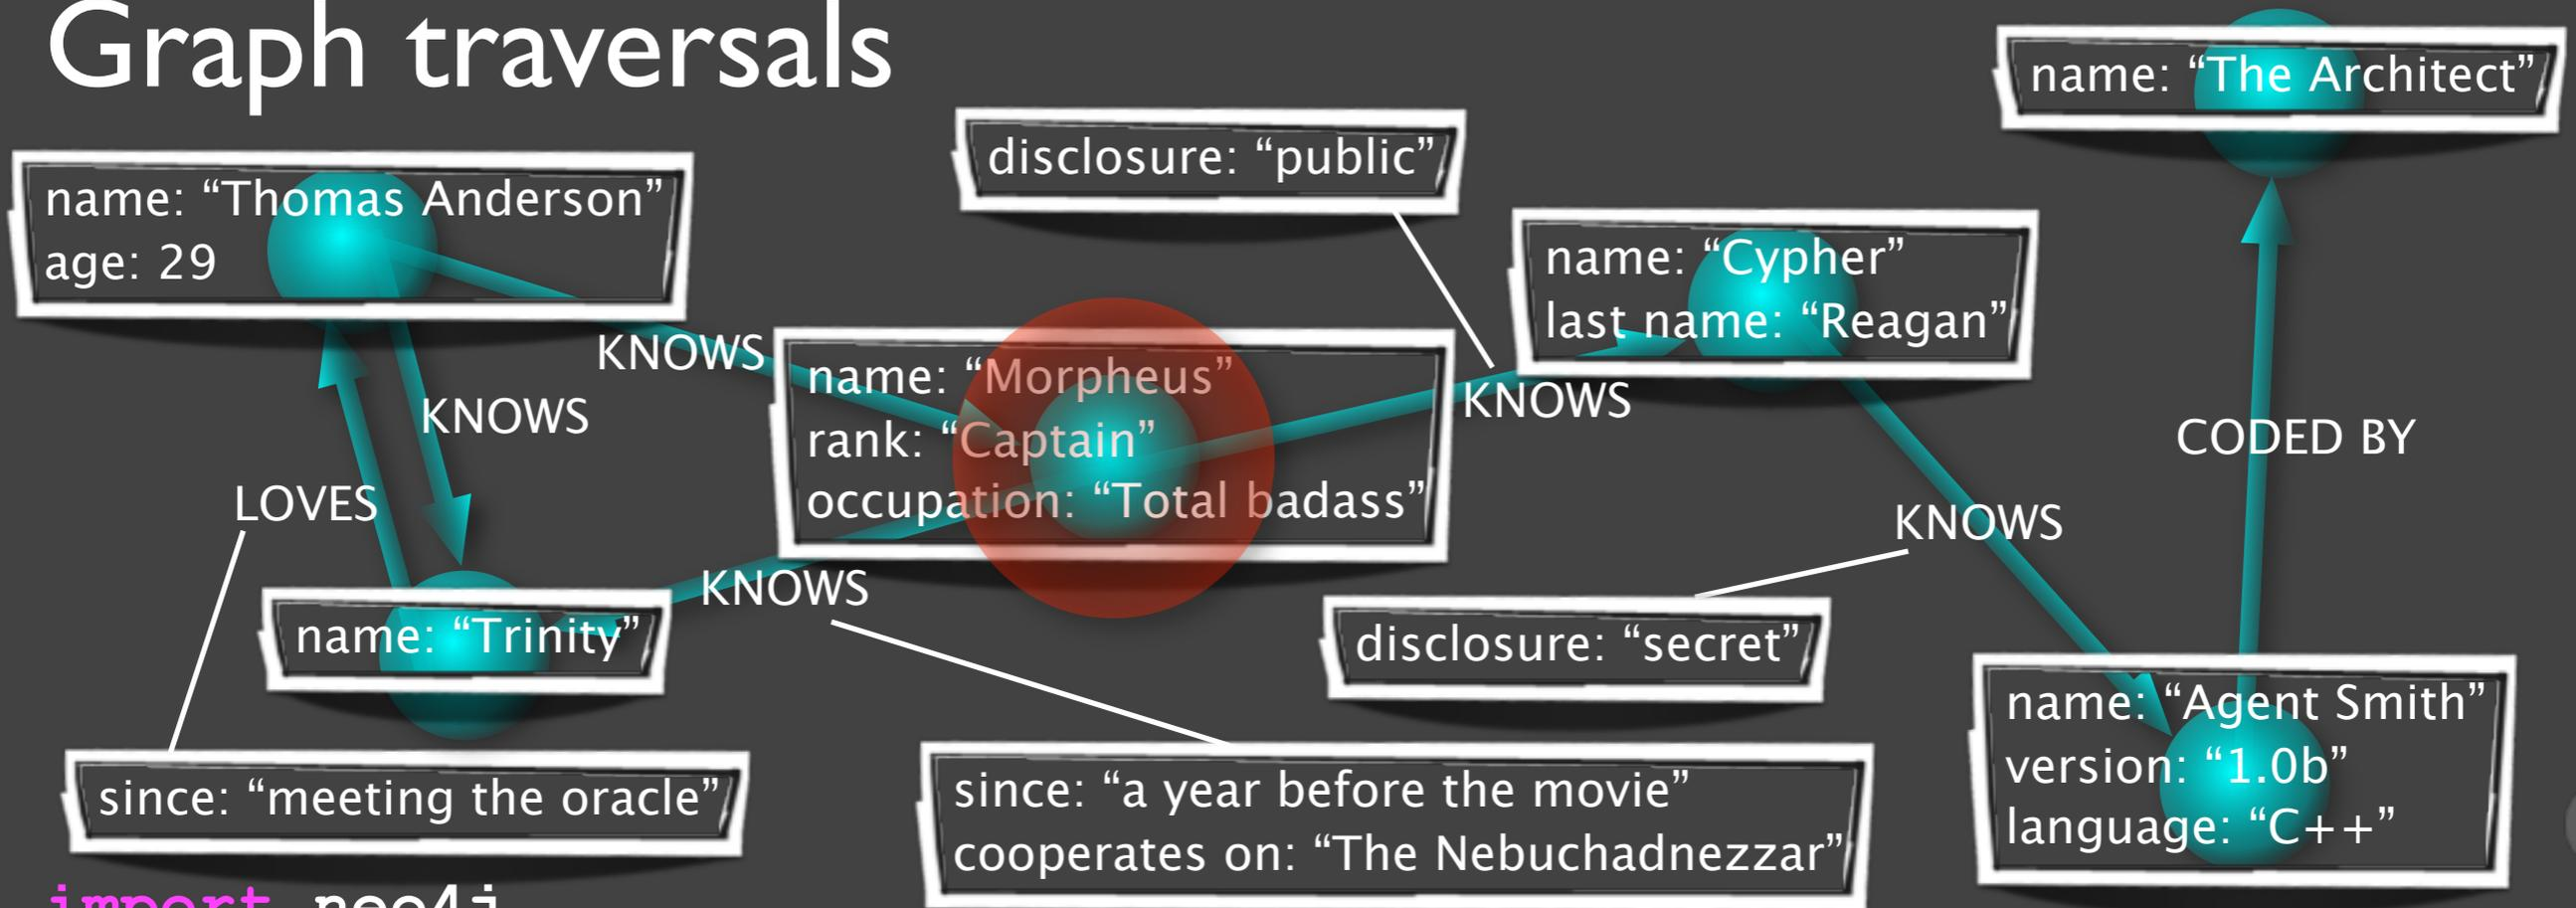 Graph traversals
name: “The Architect”
disclosure: “public”
name: “Thomas Anderson”
age: 29
name: “Cypher”
last name: “Reagan”
KNOWS
name: “Morpheus”
rank: “Captain”
occupation: “Total badass”
KNOWS
KNOWS
CODED BY
LOVES
KNOWS
KNOWS
name: “Trinity”
disclosure: “secret”
name: “Agent Smith”
version: “1.0b”
language: “C++”
since: “meeting the oracle”
since: “a year before the movie”
cooperates on: “The Nebuchadnezzar”
import neo4j